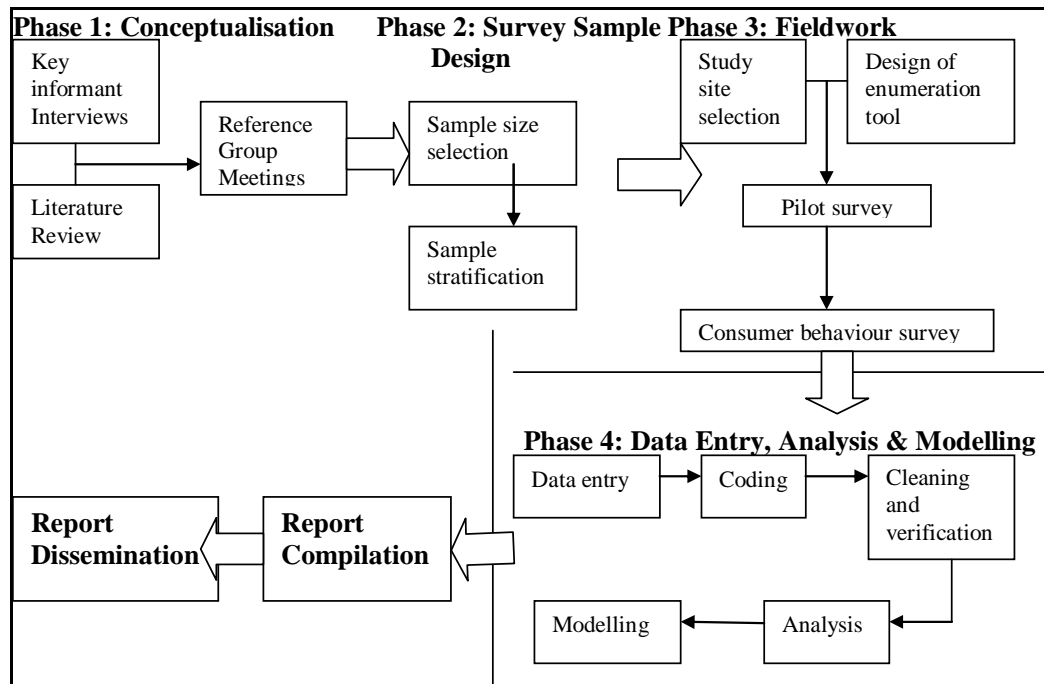 Phase 1: Conceptualisation
Key
informant
Interviews
Literature
Review
Reference
Group
Meetings
Phase 2: Survey Sample
Design
Sample size
selection
Sample
stratification
Phase 3: Fieldwork
Study
site
selection
Design of
enumeration
tool
Pilot survey
Consumer behaviour survey
Phase 4: Data Entry, Analysis & Modelling
Data entry
Coding
Cleaning
and
verification
Analysis
Modelling
Report
Compilation
Report
Dissemination